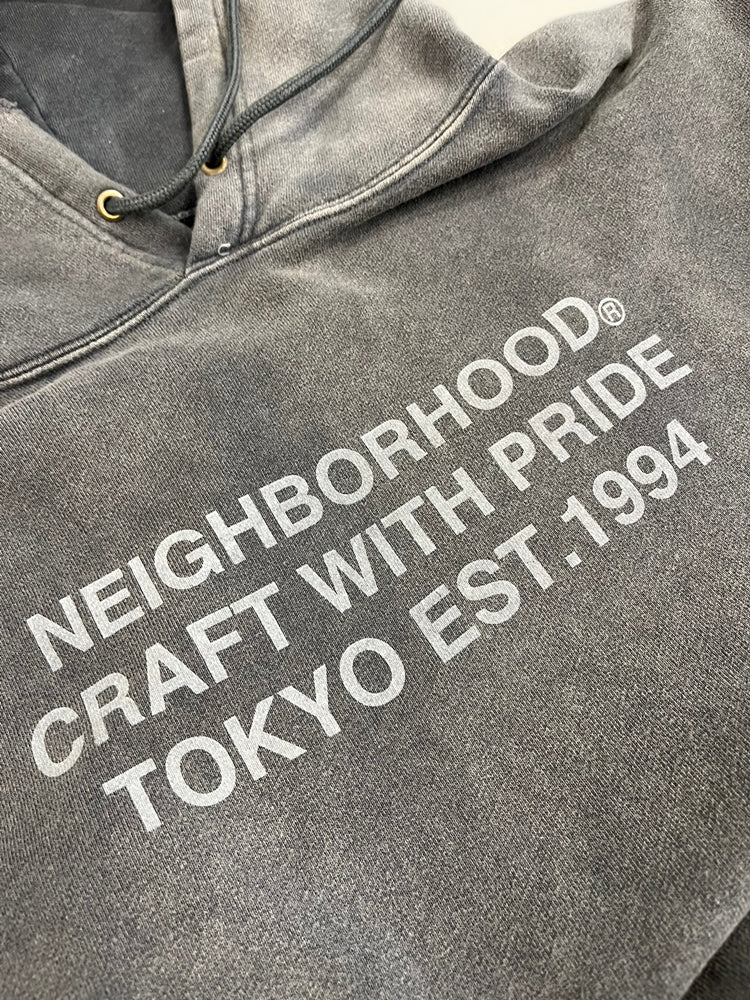 NEIGHBORHOOD®
CRAFT WITH PRIDE
TOKYO EST.1994